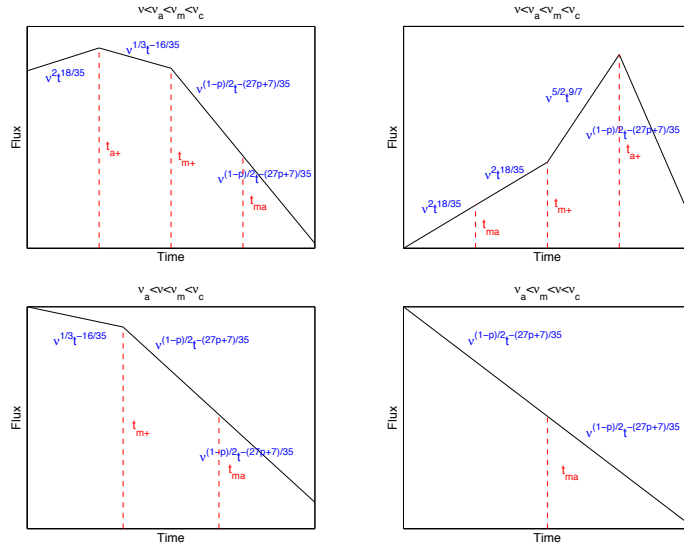 ν<ν_a<ν_m<ν_c
ν^2t^18/35
ν^1/3t^−16/35
ν^(1−p)/2t^−(27p+7)/35
ν^(1−p)/2t^−(27p+7)/35
t_a+
t_m+
t_ma
Flux
Time
ν<ν_a<ν_m<ν_c
ν^5/2t^9/7
ν^(1−p)/2t^−(27p+7)/35
ν^2t^18/35
ν^2t^18/35
t_a+
t_m+
t_ma
Flux
Time
ν_a<ν<ν_m<ν_c
ν^1/3t^−16/35
ν^(1−p)/2t^−(27p+7)/35
ν^(1−p)/2t^−(27p+7)/35
t_m+
t_ma
Flux
Time
ν_a<ν_m<ν<ν_c
ν^(1−p)/2t^−(27p+7)/35
ν^(1−p)/2t^−(27p+7)/35
t_ma
Flux
Time